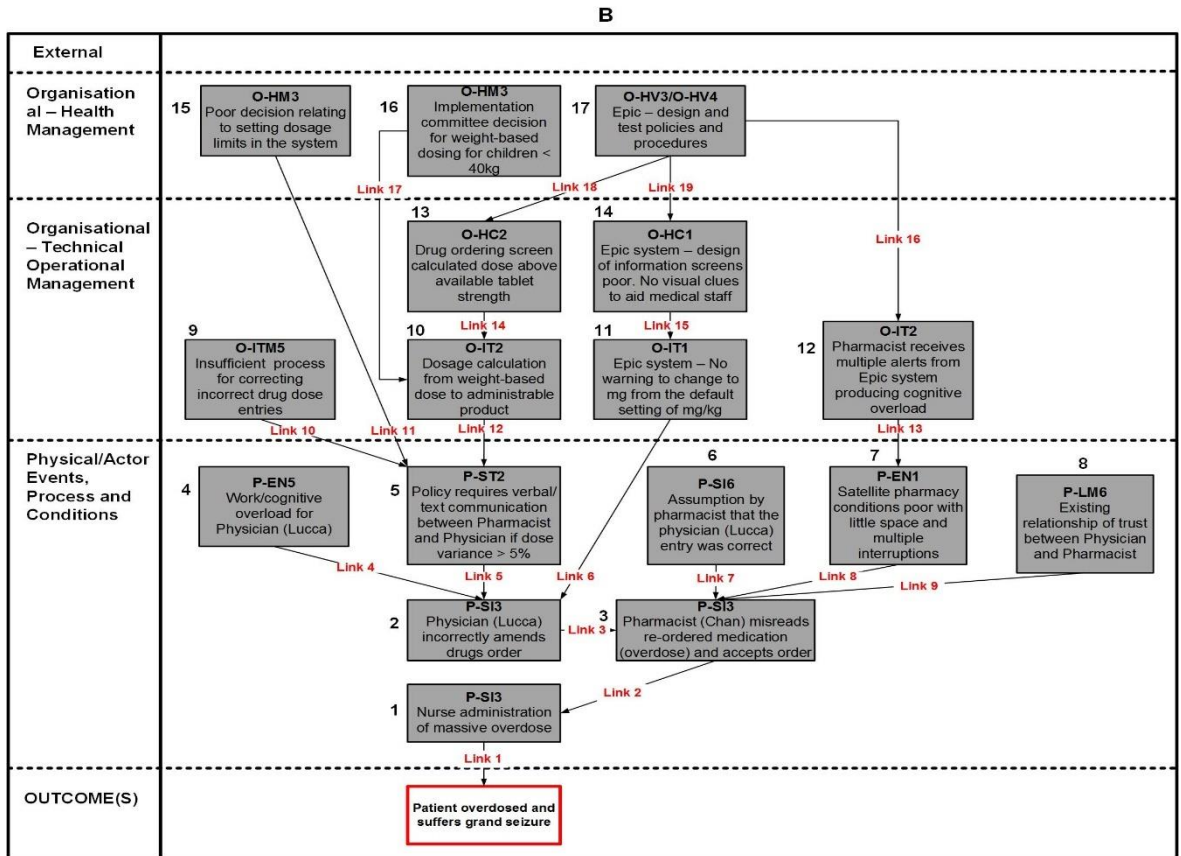 B
External
Organisation
al – Health
Management
15
O-HM3
Poor decision relating
to setting dosage
limits in the system
16
O-HM3
Implementation
committee decision
for weight-based
dosing for children <
40kg
17
O-HV3/O-HV4
Epic – design and
test policies and
procedures
Link 17
Link 18
Link 19
Organisational
– Technical
Operational
Management
13
O-HC2
Drug ordering screen
calculated dose above
available tablet
strength
14
O-HC1
Epic system – design
of information screens
poor. No visual clues
to aid medical staff
Link 16
Link 14
Link 15
9
O-ITM5
Insufficient process
for correcting
incorrect drug dose
entries
10
O-IT2
Dosage calculation
from weight-based
dose to administrable
product
11
O-IT1
Epic system – No
warning to change to
mg from the default
setting of mg/kg
12
O-IT2
Pharmacist receives
multiple alerts from
Epic system
producing cognitive
overload
Link 10
Link 11
Link 12
Link 13
Physical/Actor
Events,
Process and
Conditions
4
P-EN5
Work/cognitive
overload for
Physician (Lucca)
5
P-ST2
Policy requires verbal/
text communication
between Pharmacist
and Physician if dose
variance > 5%
6
P-SI6
Assumption by
pharmacist that the
physician (Lucca)
entry was correct
7
P-EN1
Satellite pharmacy
conditions poor with
little space and
multiple
interruptions
8
P-LM6
Existing
relationship of trust
between Physician
and Pharmacist
Link 4
Link 5
Link 6
Link 7
Link 8
Link 9
2
P-SI3
Physician (Lucca)
incorrectly amends
drugs order
Link 3
3
P-SI3
Pharmacist (Chan) misreads
re-ordered medication
(overdose) and accepts order
Link 2
1
P-SI3
Nurse administration
of massive overdose
Link 1
OUTCOME(S)
Patient overdosed and
suffers grand seizure